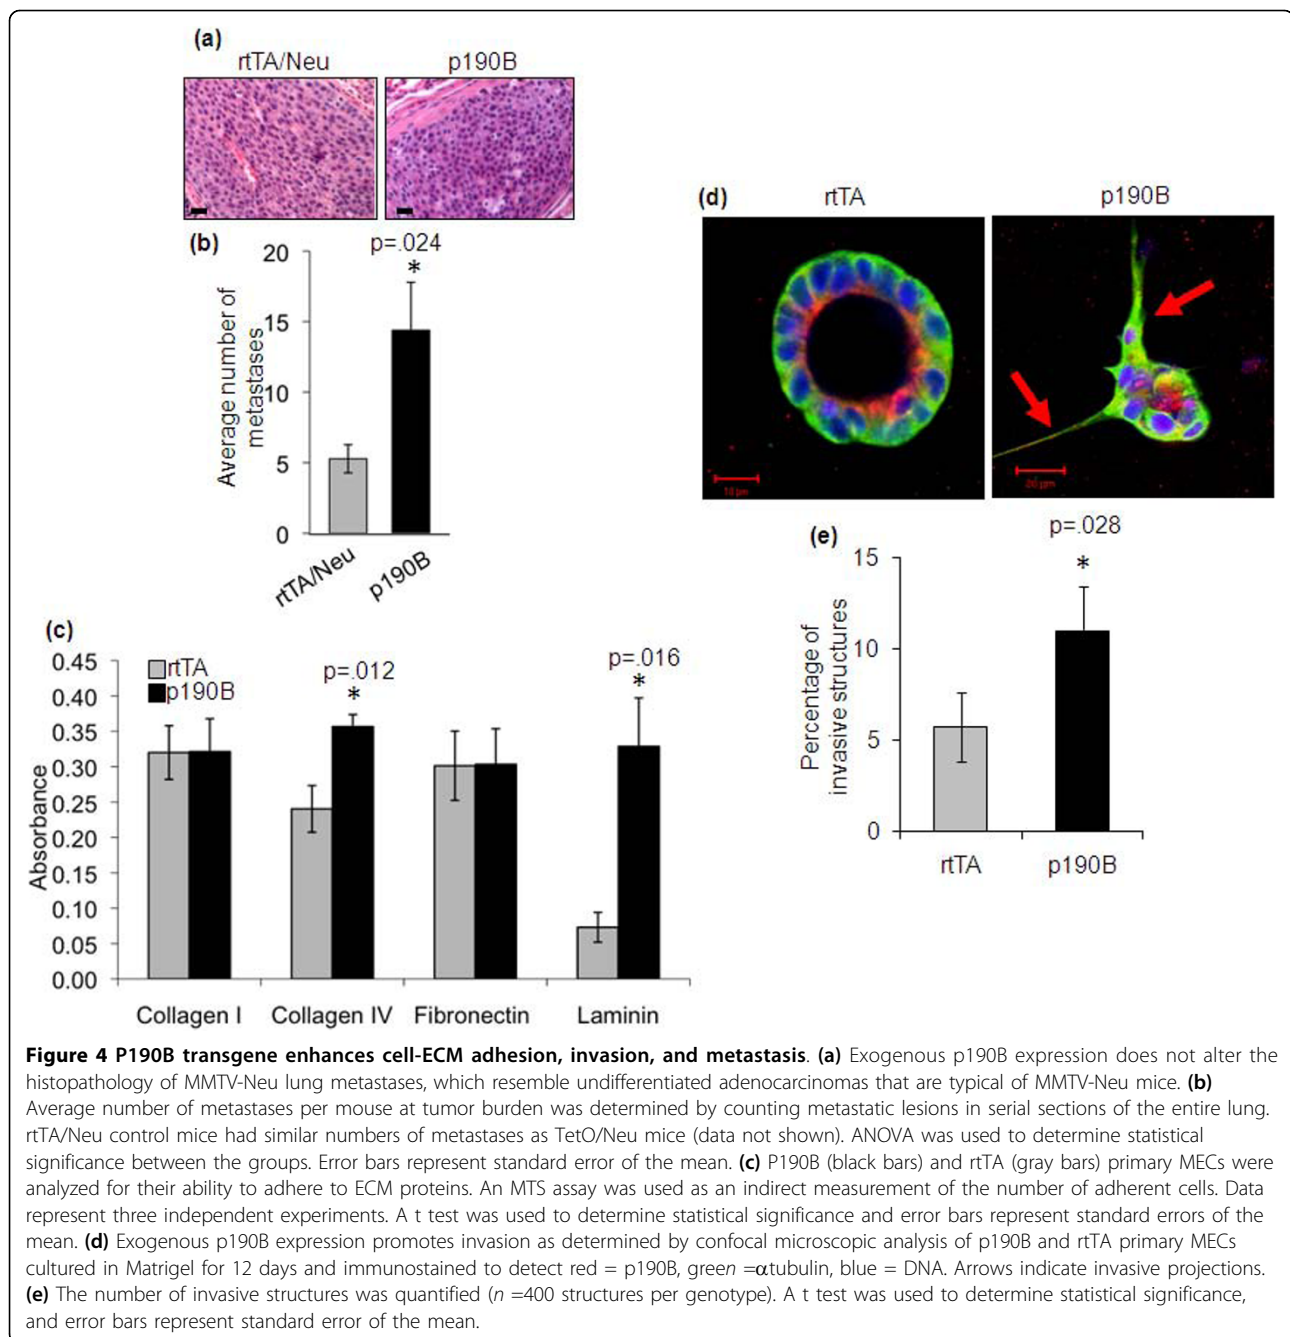 (a)
rtTA/Neu p190B
(b)
p=.024
*
Average number of
metastases
20
15
10
5
0
rtTA/Neu p190B
(c)
rtTA
p190B
p=.012
*
p=.016
*
Absorbance
0.45
0.40
0.35
0.30
0.25
0.20
0.15
0.10
0.05
0.00
Collagen I Collagen IV Fibronectin Laminin
(d)
rtTA p190B
(e)
p=.028
*
Percentage of
invasive structures
15
10
5
0
rtTA p190B
Figure 4 P190B transgene enhances cell-ECM adhesion, invasion, and metastasis. (a) Exogenous p190B expression does not alter the
histopathology of MMTV-Neu lung metastases, which resemble undifferentiated adenocarcinomas that are typical of MMTV-Neu mice. (b)
Average number of metastases per mouse at tumor burden was determined by counting metastatic lesions in serial sections of the entire lung.
rtTA/Neu control mice had similar numbers of metastases as TetO/Neu mice (data not shown). ANOVA was used to determine statistical
significance between the groups. Error bars represent standard error of the mean. (c) P190B (black bars) and rtTA (gray bars) primary MECs were
analyzed for their ability to adhere to ECM proteins. An MTS assay was used as an indirect measurement of the number of adherent cells. Data
represent three independent experiments. A t test was used to determine statistical significance and error bars represent standard errors of the
mean. (d) Exogenous p190B expression promotes invasion as determined by confocal microscopic analysis of p190B and rtTA primary MECs
cultured in Matrigel for 12 days and immunostained to detect red = p190B, green =αtubulin, blue = DNA. Arrows indicate invasive projections.
(e) The number of invasive structures was quantified (n =400 structures per genotype). A t test was used to determine statistical significance,
and error bars represent standard error of the mean.